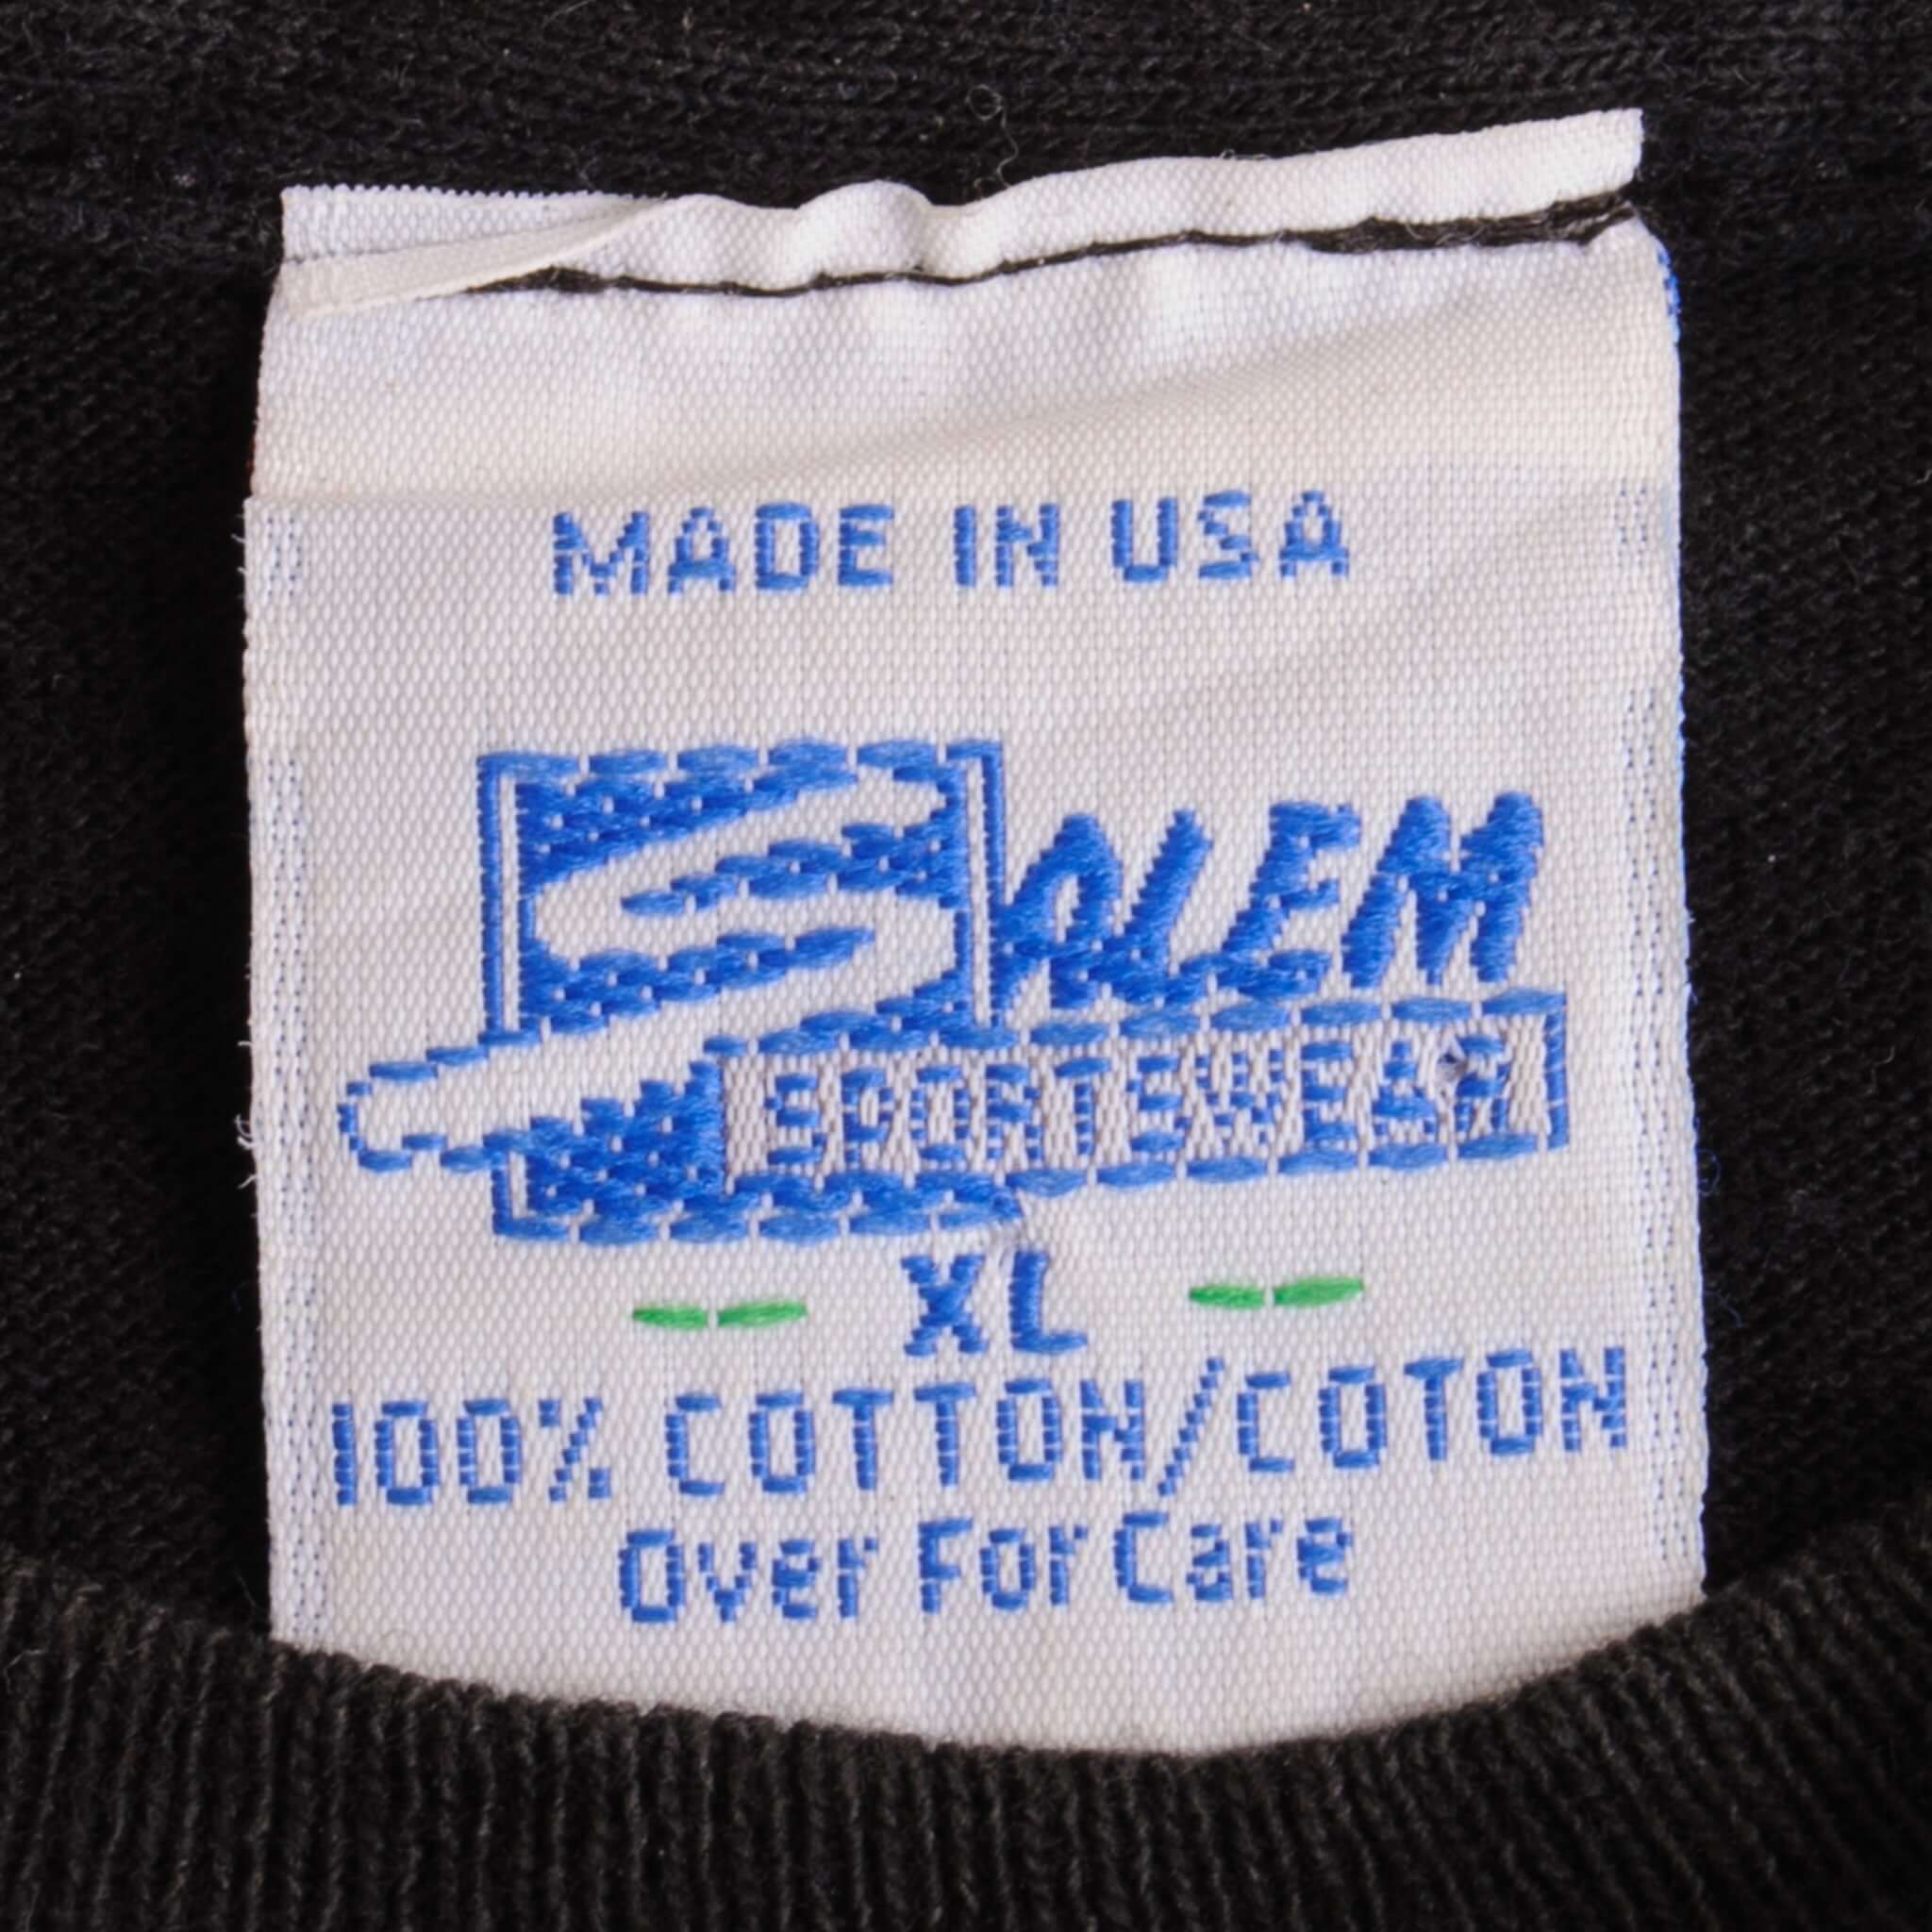 MADE IN USA
SALEM
SPORTSWEAR
XL
100% COTTON/COTON
Over For Care